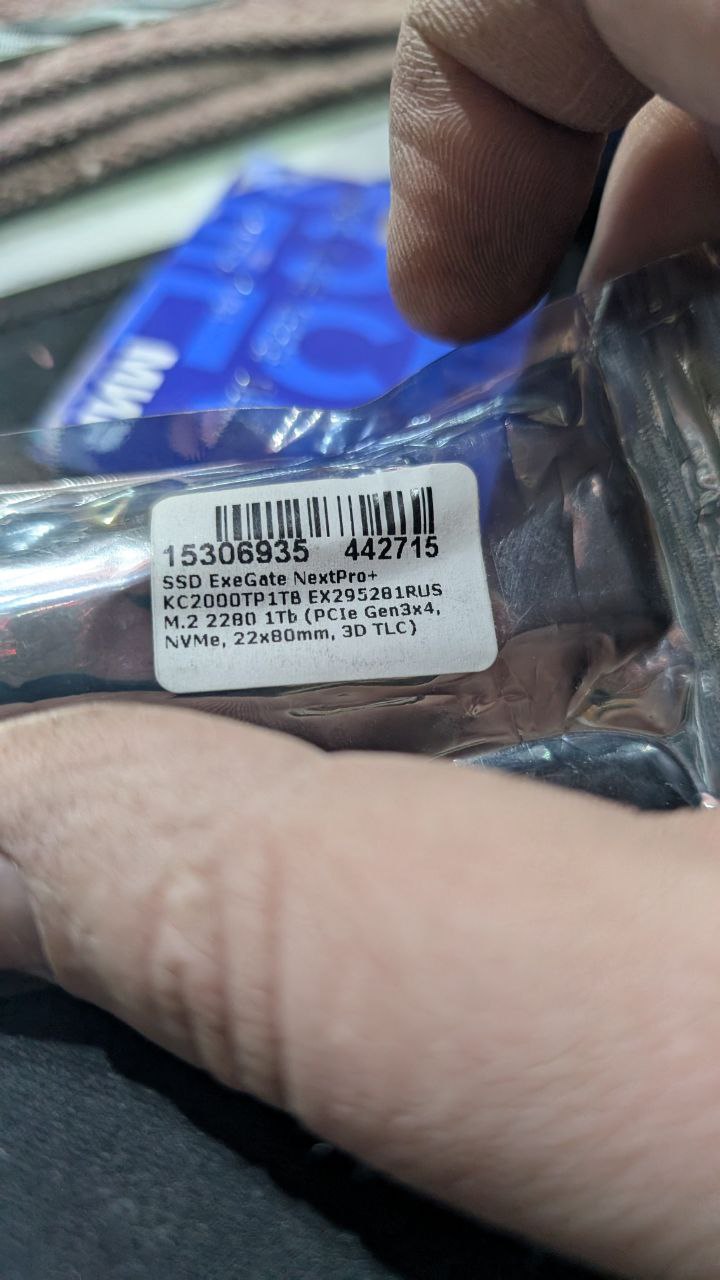 15306935 442715
SSD ExeGate NextPro+
KC2000TP1TB EX295281RUS
M.2 2280 1Tb (PCIe Gen3x4,
NVMe, 22x80mm, 3D TLC)